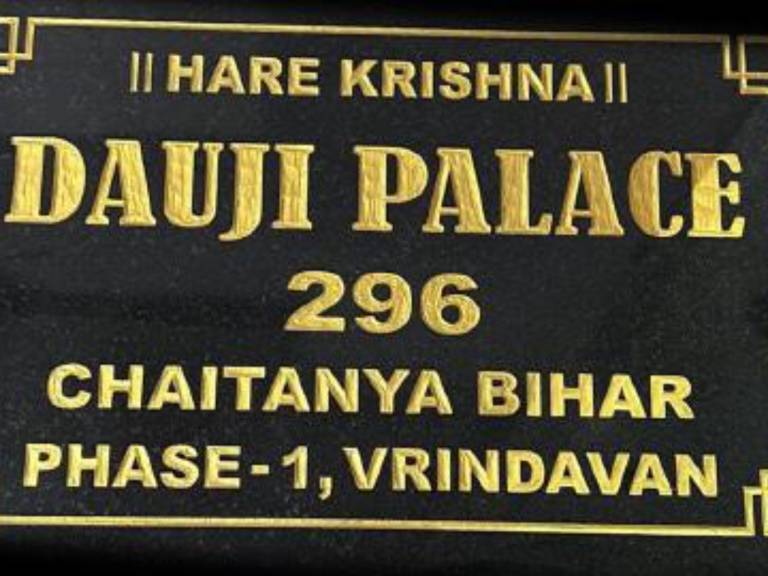 ||HARE KRISHNA||
DAUJI PALACE
296
CHAITANYA BIHAR
PHASE-1, VRINDAVAN